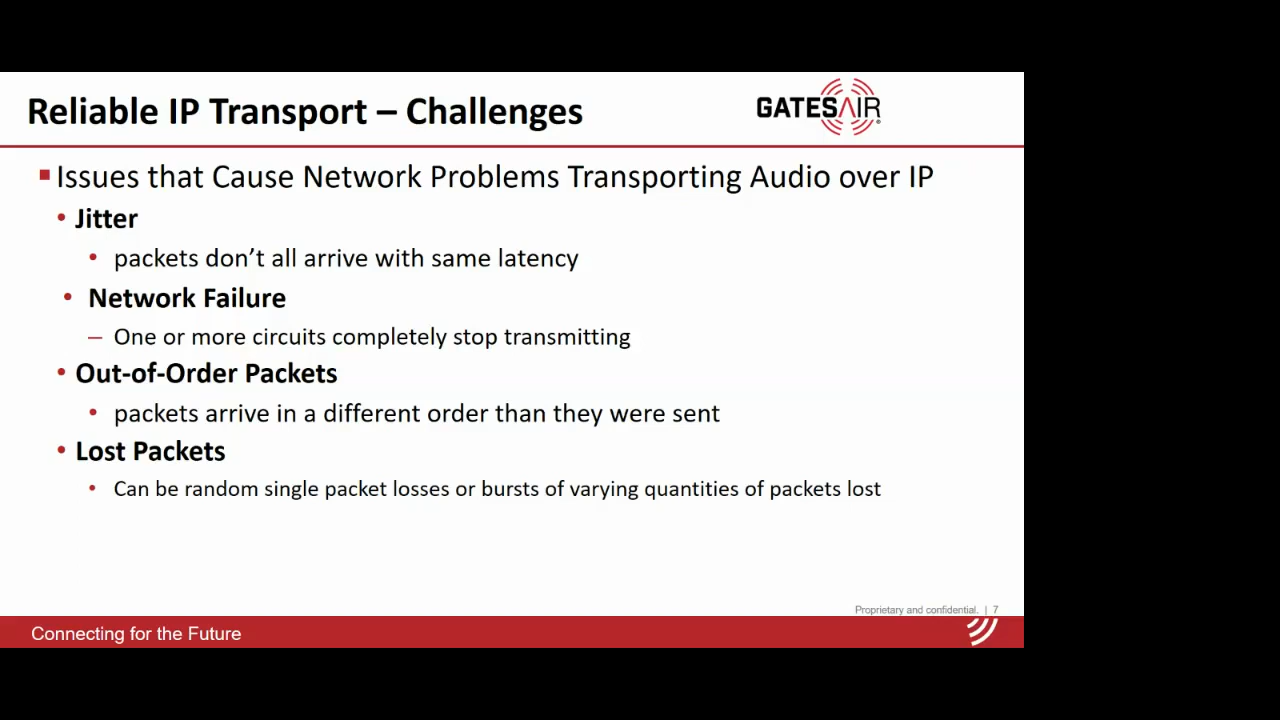 Reliable IP Transport – Challenges
GATESAIR®
▪ Issues that Cause Network Problems Transporting Audio over IP
• Jitter
• packets don’t all arrive with same latency
• Network Failure
– One or more circuits completely stop transmitting
• Out-of-Order Packets
• packets arrive in a different order than they were sent
• Lost Packets
• Can be random single packet losses or bursts of varying quantities of packets lost
Proprietary and confidential. | 7
Connecting for the Future